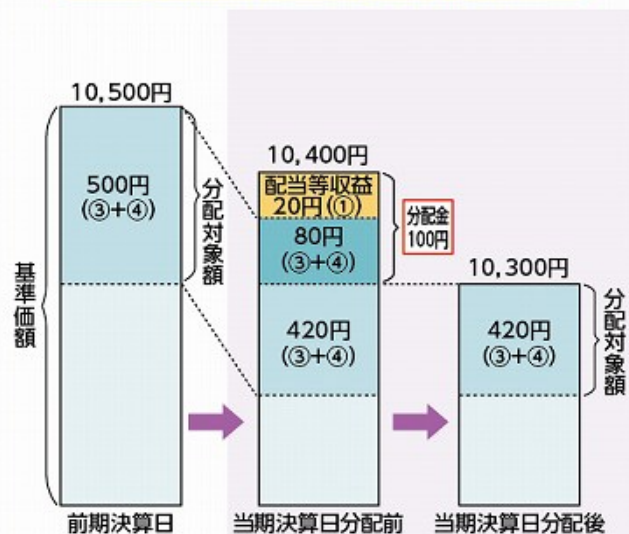 10,500円
500円
(③+④)
分配対象額
基準価額
前期決算日
10,400円
配当等収益
20円(①)
80円
(③+④)
420円
(③+④)
分配金
100円
当期決算日分配前
10,300円
420円
(③+④)
分配対象額
当期決算日分配後